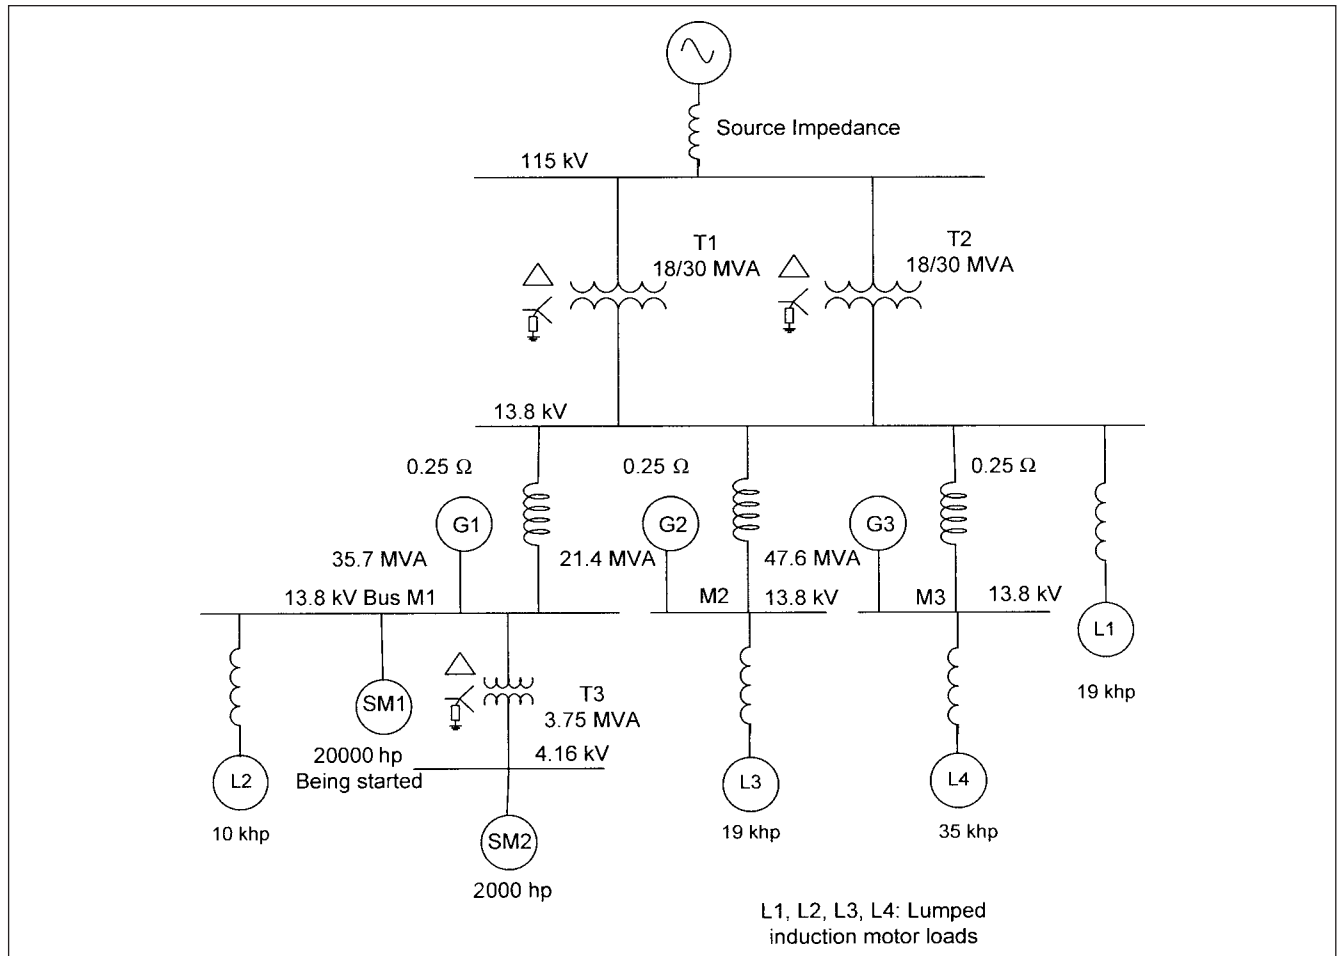 Source Impedance
115 kV
T1
18/30 MVA
T2
18/30 MVA
13.8 kV
0.25 Ω
0.25 Ω
0.25 Ω
G1
G2
G3
35.7 MVA
21.4 MVA
47.6 MVA
13.8 kV Bus M1
M2
13.8 kV
M3
13.8 kV
L1
19 khp
SM1
T3
3.75 MVA
20000 hp
Being started
4.16 kV
L2
L3
L4
10 khp
19 khp
35 khp
SM2
2000 hp
L1, L2, L3, L4: Lumped
induction motor loads